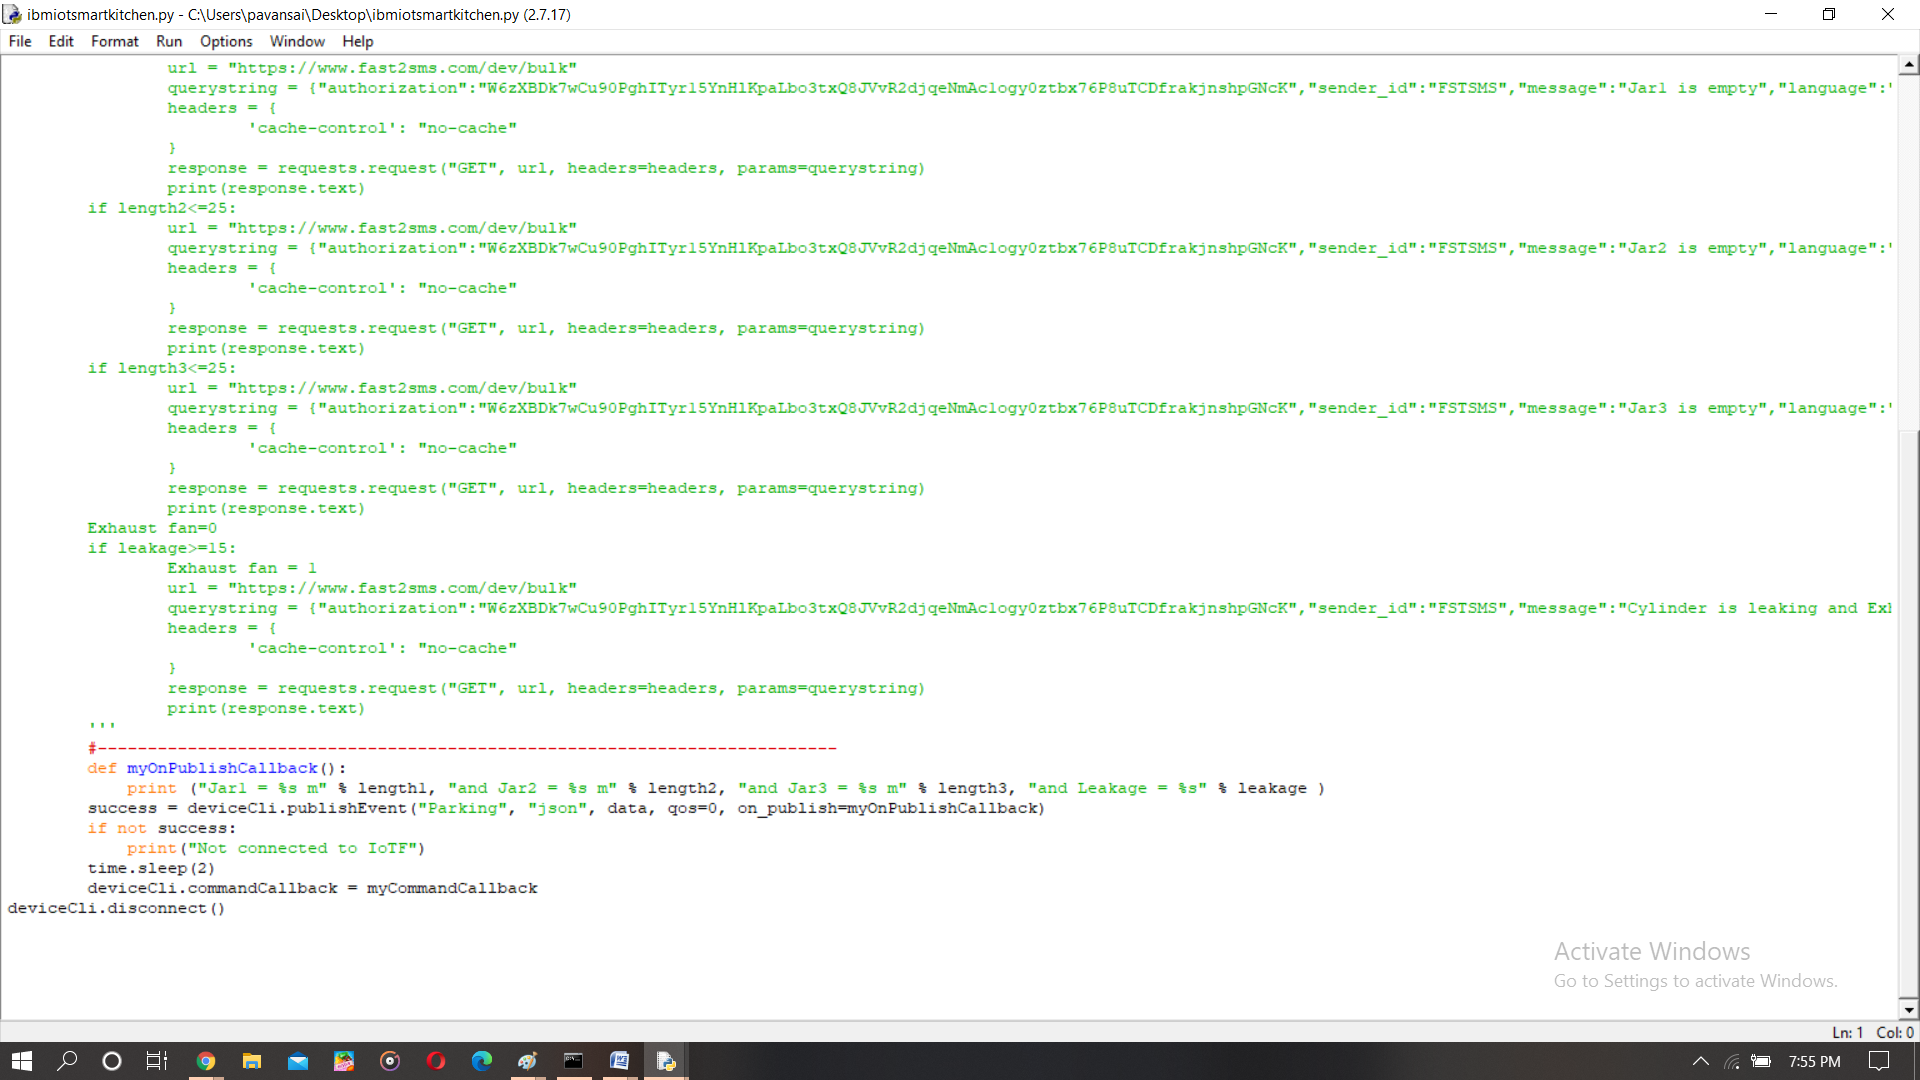 ibmiotsmartkitchen.py - C:\Users\pavansai\Desktop\ibmiotsmartkitchen.py (2.7.17)
File Edit Format Run Options Window Help
url = "https://www.fast2sms.com/dev/bulk"
querystring = {"authorization":"W6zXBDk7wCu90PghITyr15YnHlKpaLbo3txQ8JVvR2djqeNmAclogy0ztbx76P8uTCDfrakjnshpGNcK","sender_id":"FSTSMS","message":"Jar1 is empty","language":'
headers = {
'cache-control': "no-cache"
}
response = requests.request("GET", url, headers=headers, params=querystring)
print(response.text)
if length2<=25:
url = "https://www.fast2sms.com/dev/bulk"
querystring = {"authorization":"W6zXBDk7wCu90PghITyr15YnHlKpaLbo3txQ8JVvR2djqeNmAclogy0ztbx76P8uTCDfrakjnshpGNcK","sender_id":"FSTSMS","message":"Jar2 is empty","language":'
headers = {
'cache-control': "no-cache"
}
response = requests.request("GET", url, headers=headers, params=querystring)
print(response.text)
if length3<=25:
url = "https://www.fast2sms.com/dev/bulk"
querystring = {"authorization":"W6zXBDk7wCu90PghITyr15YnHlKpaLbo3txQ8JVvR2djqeNmAclogy0ztbx76P8uTCDfrakjnshpGNcK","sender_id":"FSTSMS","message":"Jar3 is empty","language":'
headers = {
'cache-control': "no-cache"
}
response = requests.request("GET", url, headers=headers, params=querystring)
print(response.text)
Exhaust fan=0
if leakage>=15:
Exhaust fan = 1
url = "https://www.fast2sms.com/dev/bulk"
querystring = {"authorization":"W6zXBDk7wCu90PghITyr15YnHlKpaLbo3txQ8JVvR2djqeNmAclogy0ztbx76P8uTCDfrakjnshpGNcK","sender_id":"FSTSMS","message":"Cylinder is leaking and Exh
headers = {
'cache-control': "no-cache"
}
response = requests.request("GET", url, headers=headers, params=querystring)
print(response.text)
'''
#--------------------------------------------------------------------------
def myOnPublishCallback():
print ("Jar1 = %s m" % length1, "and Jar2 = %s m" % length2, "and Jar3 = %s m" % length3, "and Leakage = %s" % leakage )
success = deviceCli.publishEvent("Parking", "json", data, qos=0, on_publish=myOnPublishCallback)
if not success:
print("Not connected to IoTF")
time.sleep(2)
deviceCli.commandCallback = myCommandCallback
deviceCli.disconnect()
Activate Windows
Go to Settings to activate Windows.
Ln: 1 Col: 0
7:55 PM